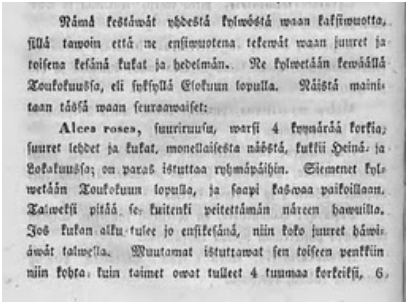 Nämä kestäwät yhdestä kylwöstä waan kaksiwuotta,
sillä tawoin että ne ensiwuotena tekewät waan juuret ja
toisena kesänä kukat ja hedelmän. Ne kylwetään kewäällä
Toukokuussa, eli syksyllä Elokuun lopulla. Näistä maini-
taan tässä waan seuraawaiset:
Alcea rosea, suuriruusu, warsi 4 kyynärää korkia,
suuret lehdet ja kukat, monellaisesta näöstä, kukkii Heinä- ja
Lokakuussa; on paras istuttaa ryhmäpäihin. Siemenet kyl-
wetään Toukokuun lopulla, ja saapi kaswaa paikoillaan.
Talweksi pitää se kuitenki peitettämän näreen hawuilla.
Jos kukan alku tulee jo ensikesänä, niin koko juuret häwi-
äwät talwella. Muutamat istuttawat sen toiseen penkkiin
niin kohta kuin taimet owat tulleet 4 tuumaa korkeiksi, 6